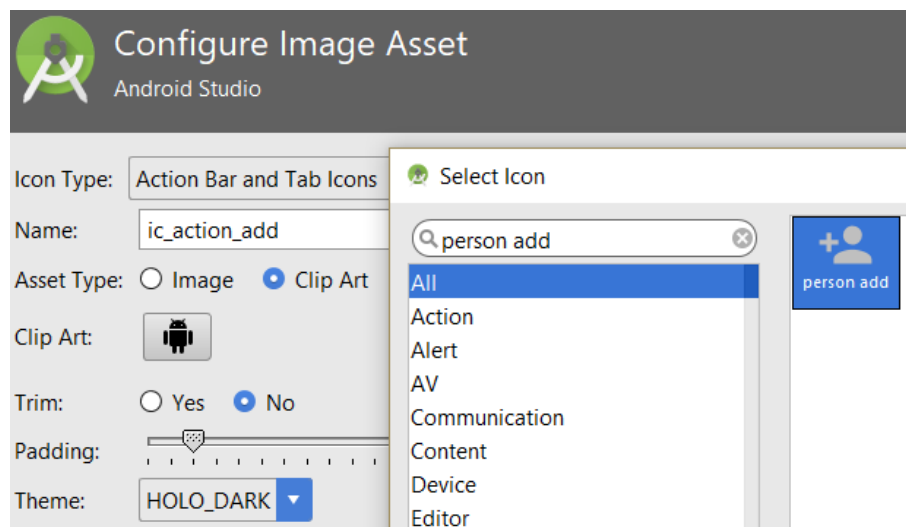 Configure Image Asset
Android Studio
Icon Type: Action Bar and Tab Icons
Name: ic_action_add
Asset Type: Image Clip Art
Clip Art:
Trim: Yes No
Padding:
Theme: HOLO_DARK
Select Icon
person add
All
Action
Alert
AV
Communication
Content
Device
Editor
person add